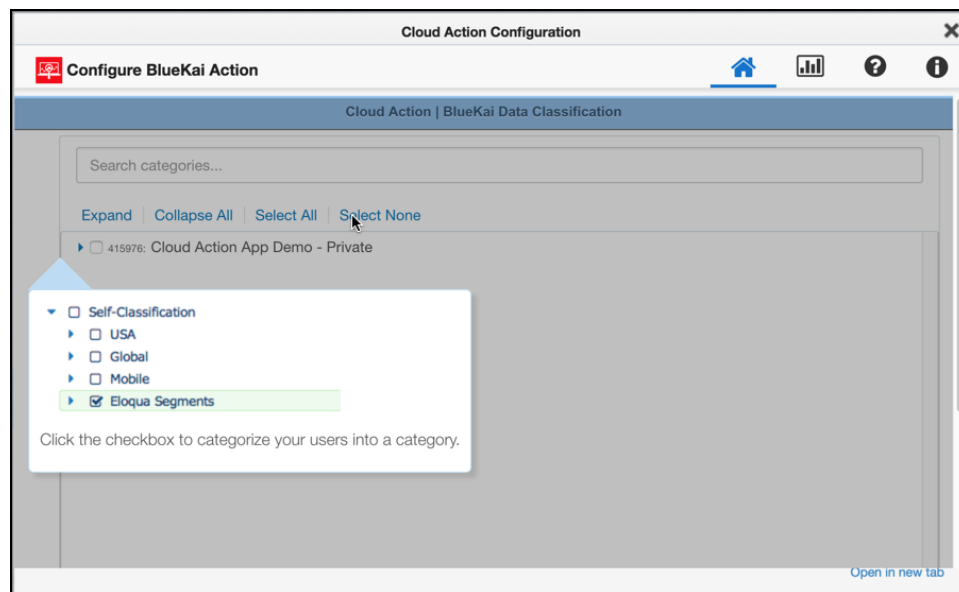 Cloud Action Configuration
Configure BlueKai Action
Cloud Action | BlueKai Data Classification
Search categories...
Expand Collapse All Select All Select None
415976: Cloud Action App Demo - Private
Self-Classification
USA
Global
Mobile
Eloqua Segments
Click the checkbox to categorize your users into a category.
Open in new tab